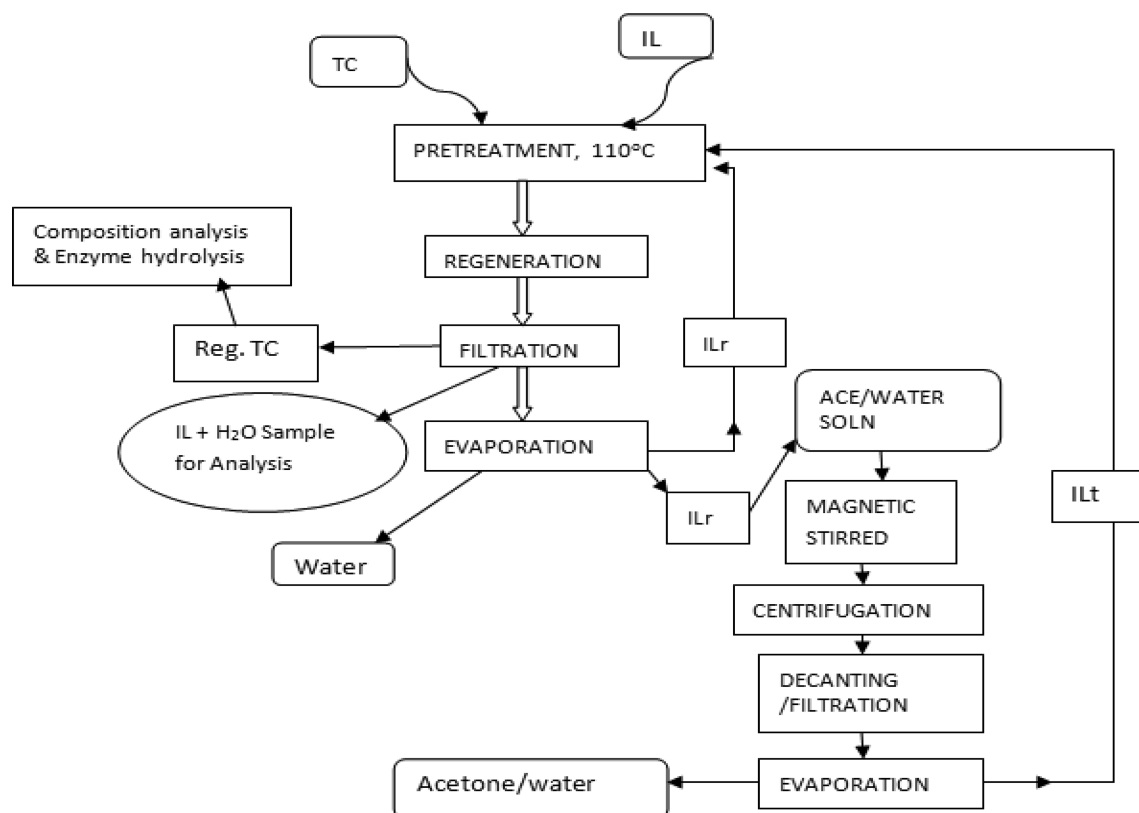 IL
TC
PRETREATMENT, 110°C
Composition analysis
& Enzyme hydrolysis
REGENERATION
Reg. TC
FILTRATION
ILr
ACE/WATER
SOLN
IL + H₂O Sample
for Analysis
EVAPORATION
ILr
ILt
MAGNETIC
STIRRED
Water
CENTRIFUGATION
DECANTING
/FILTRATION
Acetone/water
EVAPORATION